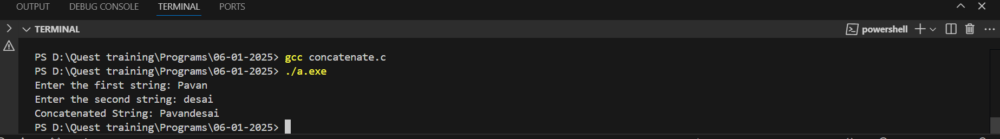 OUTPUT DEBUG CONSOLE TERMINAL PORTS
TERMINAL powershell
PS D:\Quest training\Programs\06-01-2025> gcc concatenate.c
PS D:\Quest training\Programs\06-01-2025> ./a.exe
Enter the first string: Pavan
Enter the second string: desai
Concatenated String: Pavandesai
PS D:\Quest training\Programs\06-01-2025>